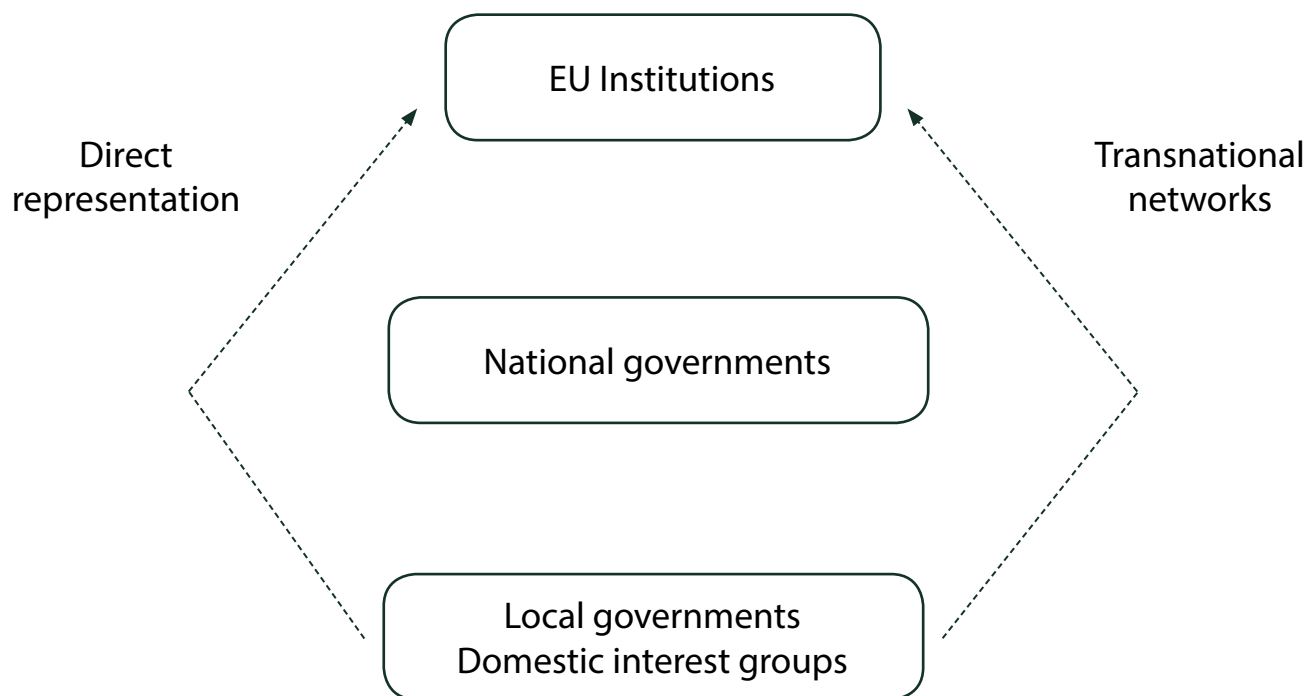 EU Institutions
Direct
representation
Transnational
networks
National governments
Local governments
Domestic interest groups